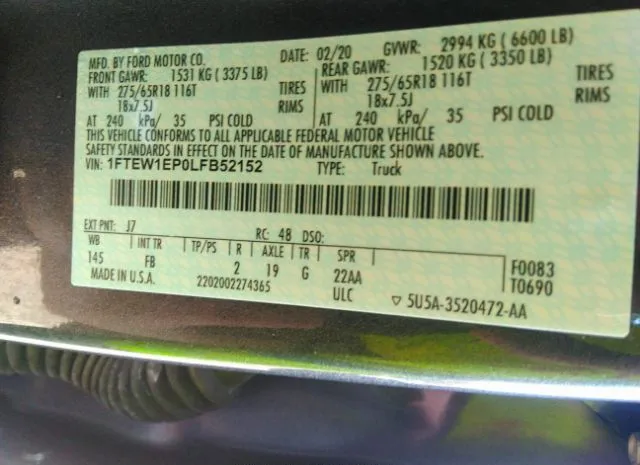 MFD. BY FORD MOTOR CO. DATE: 02/20 GVWR: 2994 KG ( 6600 LB)
FRONT GAWR: 1531 KG ( 3375 LB) REAR GAWR: 1520 KG ( 3350 LB)
WITH 275/65R18 116T TIRES WITH 275/65R18 116T TIRES
18x7.5J RIMS 18x7.5J RIMS
AT 240 kPa/ 35 PSI COLD AT 240 kPa/ 35 PSI COLD
THIS VEHICLE CONFORMS TO ALL APPLICABLE FEDERAL MOTOR VEHICLE
SAFETY STANDARDS IN EFFECT ON THE DATE OF MANUFACTURE SHOWN ABOVE.
VIN: 1FTEW1EP0LFB52152 TYPE: Truck
EXT PNT: J7 RC: 48 DSO:
WB INT TR TP/PS R AXLE TR SPR
145 FB 2 19 G 22AA F0083
MADE IN U.S.A. 2202002274365 ULC T0690
▽ 5U5A-3520472-AA